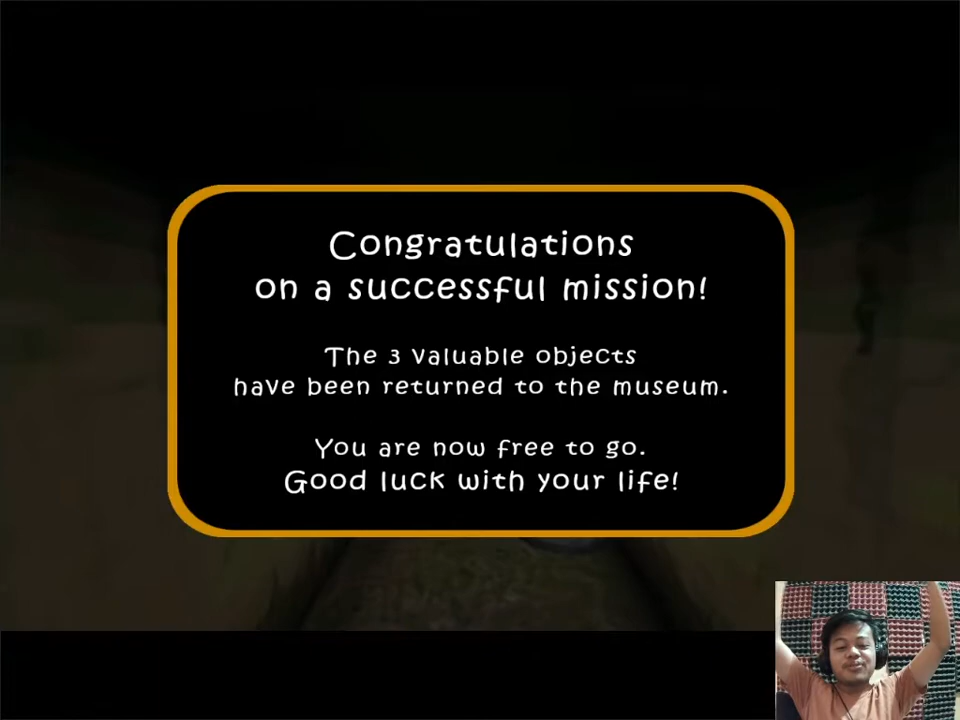 Congratulations
on a successful mission!
The 3 valuable objects
have been returned to the museum.
You are now free to go.
Good luck with your life!